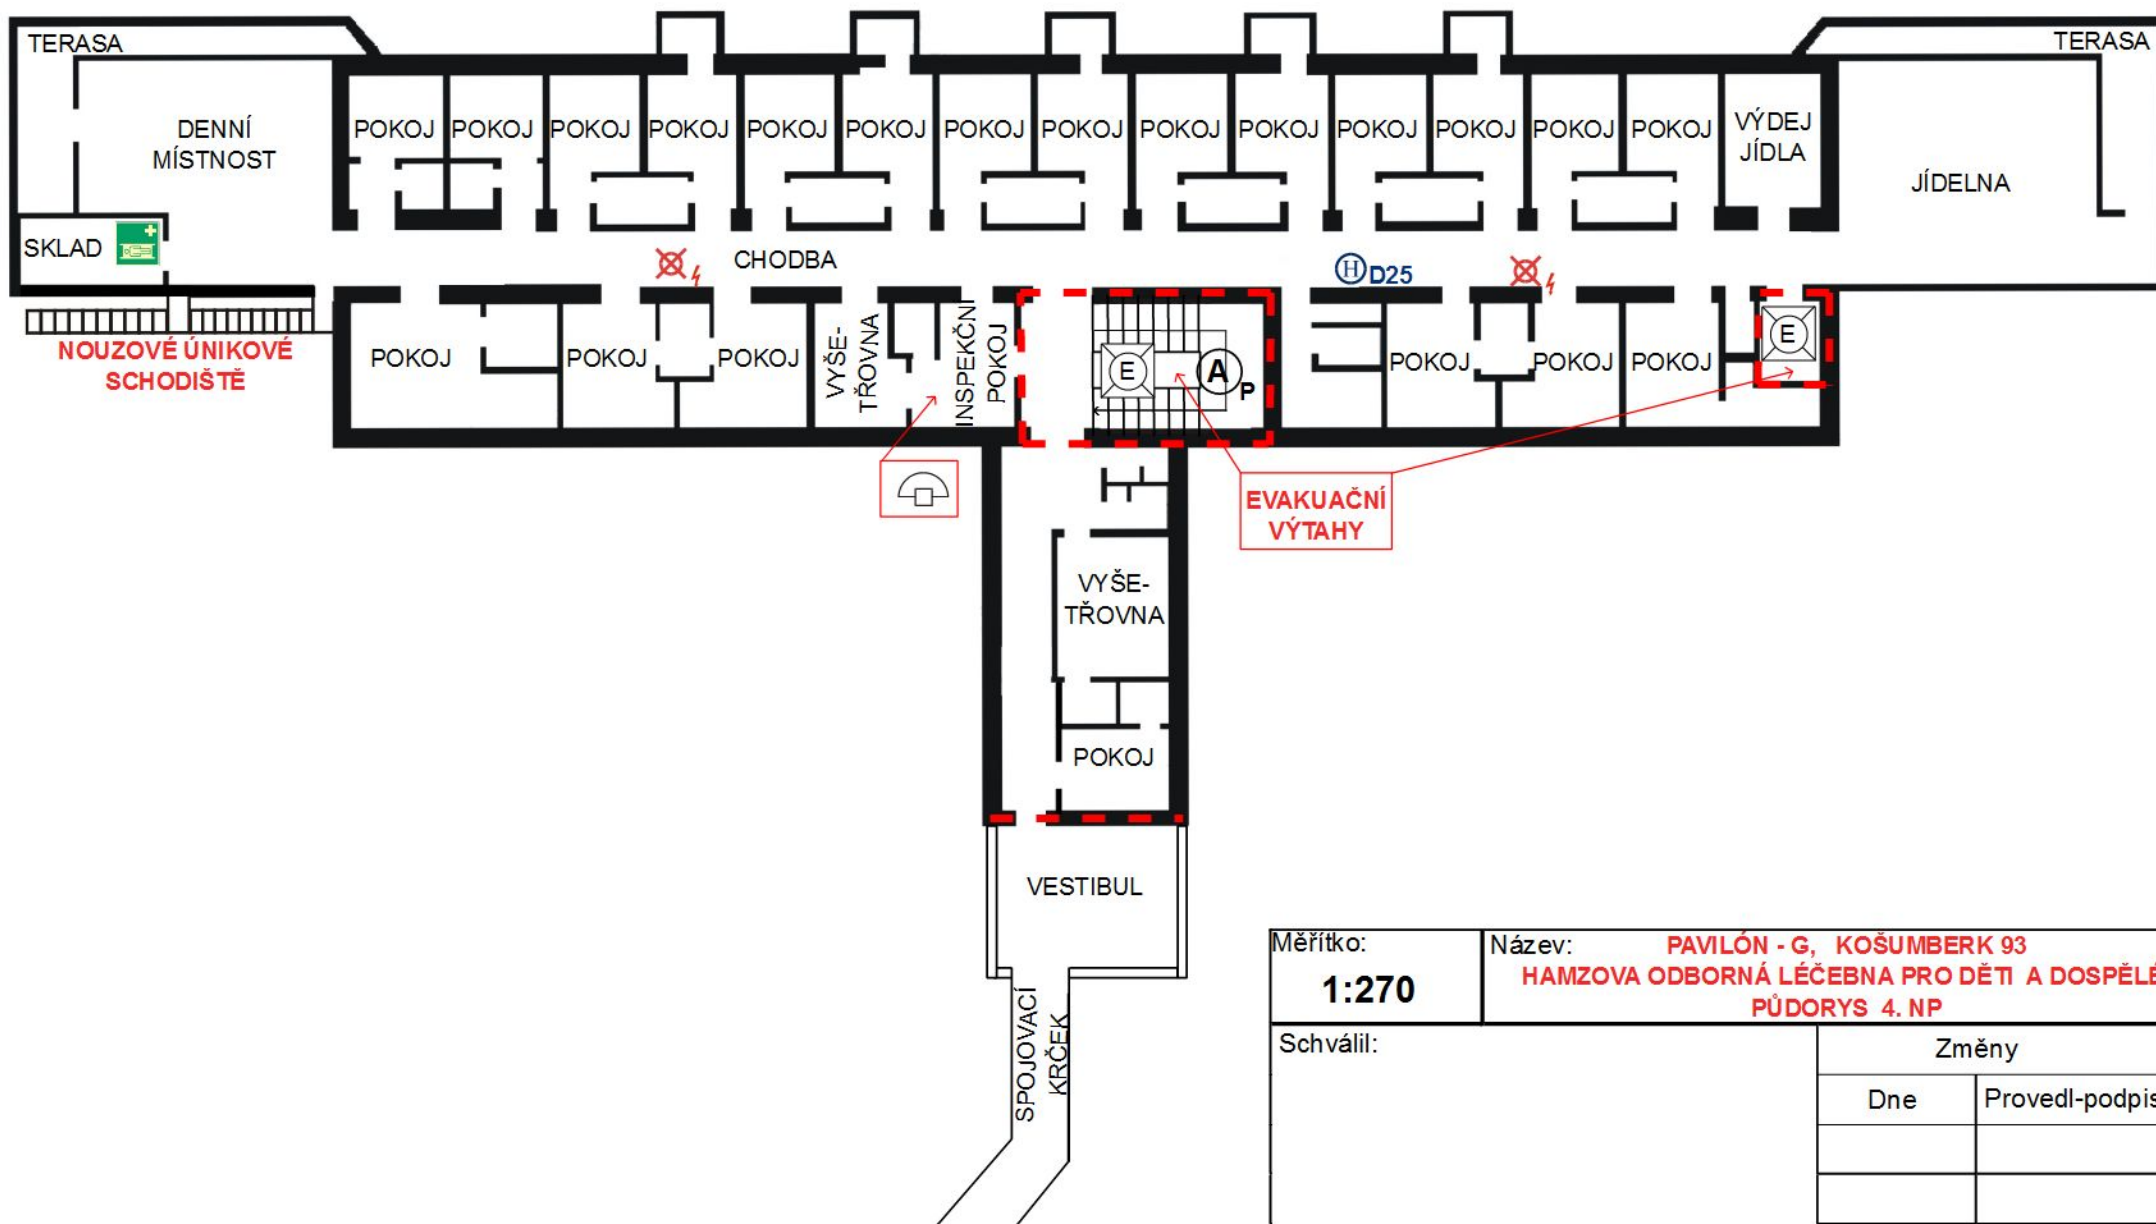 TERASA
TERASA
DENNÍ
MÍSTNOST
POKOJ POKOJ POKOJ POKOJ POKOJ POKOJ POKOJ POKOJ POKOJ POKOJ POKOJ POKOJ POKOJ POKOJ
VÝDEJ
JÍDLA
JÍDELNA
SKLAD
CHODBA
H D25
NOUZOVÉ ÚNIKOVÉ
SCHODIŠTĚ
POKOJ
POKOJ
POKOJ
VYŠE-
TŘOVNA
INSPEKČNÍ
POKOJ
E
A
P
POKOJ
POKOJ
POKOJ
E
EVAKUAČNÍ
VÝTAHY
VYŠE-
TŘOVNA
POKOJ
VESTIBUL
SPOJOVACÍ
KRČEK
Měřítko:
1:270
Název: PAVILÓN - G, KOŠUMBERK 93
HAMZOVA ODBORNÁ LÉČEBNA PRO DĚTI A DOSPĚLÉ
PŮDORYS 4. NP
Schválil:
Změny
Dne
Provedl-podpis